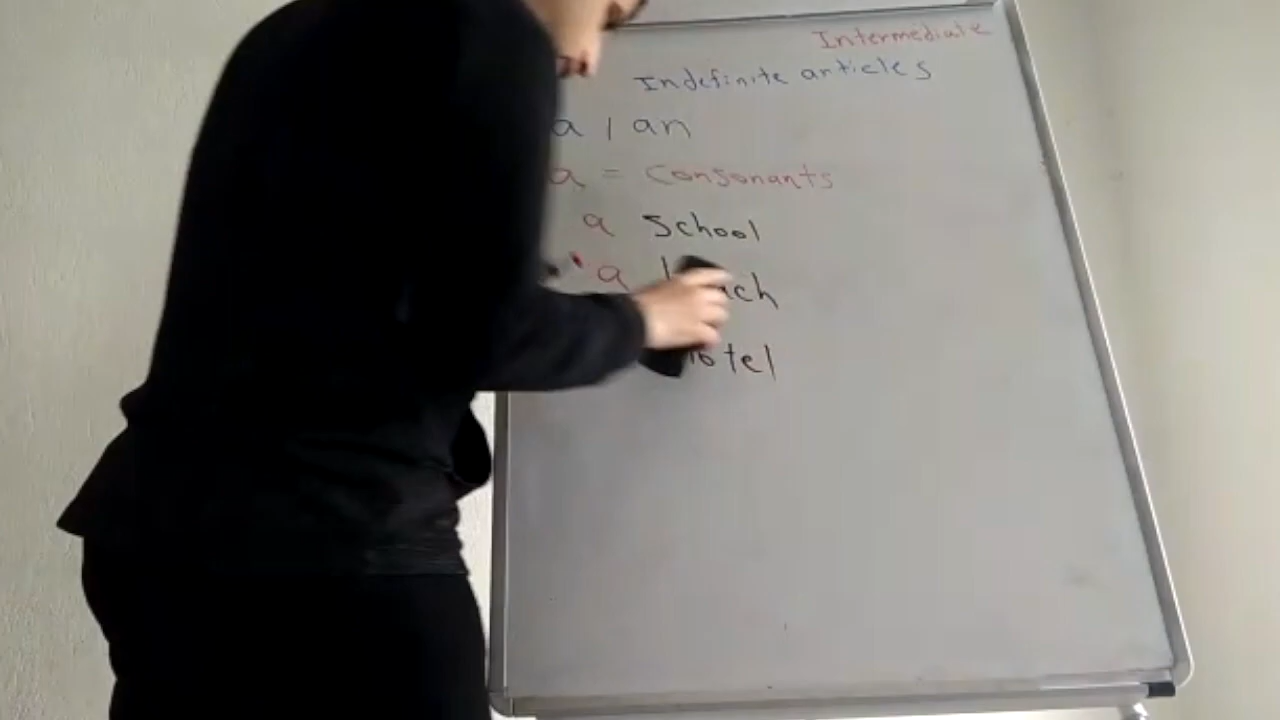 Intermediate
Indefinite articles
a / an
a = consonants
a school
a